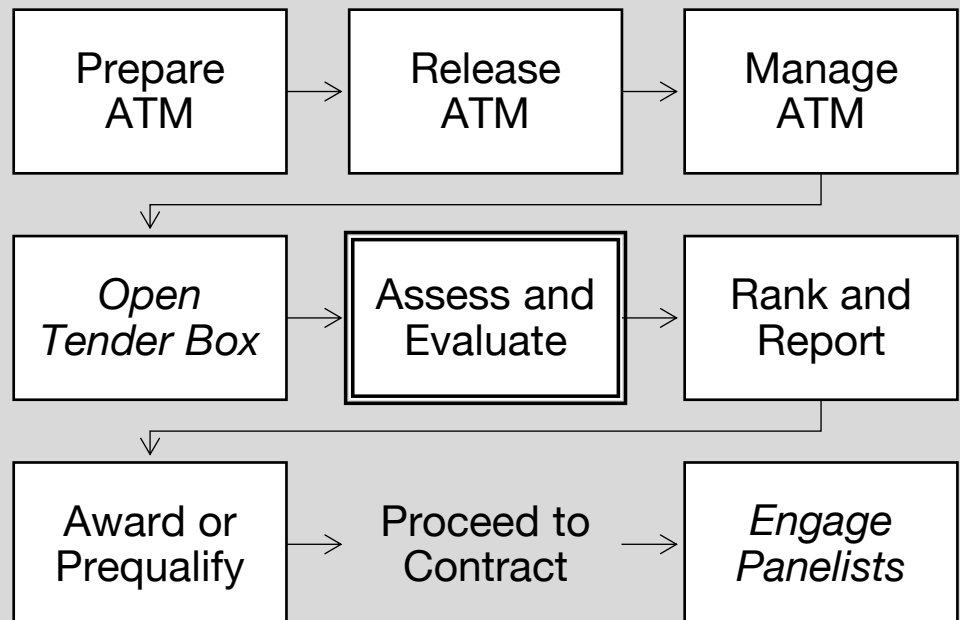 Prepare
ATM
Release
ATM
Manage
ATM
Open
Tender Box
Assess and
Evaluate
Rank and
Report
Award or
Prequalify
Proceed to
Contract
Engage
Panelists